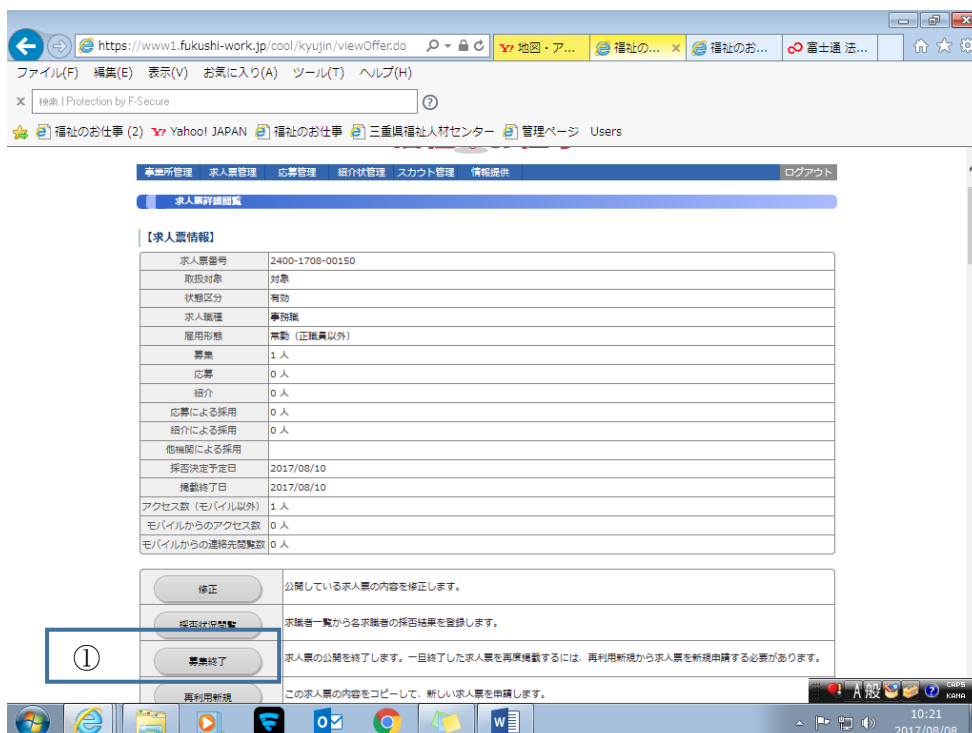 https://www1.fukushi-work.jp/cool/kyujin/viewOffer.do
地図・ア...
福祉の...
福祉のお...
富士通 法...
ファイル(F) 編集(E) 表示(V) お気に入り(A) ツール(T) ヘルプ(H)
x 検索 | Protection by F-Secure
福祉のお仕事 (2) Yahoo! JAPAN 福祉のお仕事 三重県福祉人材センター 管理ページ Users
事業所管理 求人票管理 応募管理 紹介状管理 スカウト管理 情報提供 ログアウト
求人票詳細閲覧
【求人票情報】
求人票番号 2400-1708-00150
取扱対象 対象
状態区分 有効
求人職種 事務職
雇用形態 常勤（正職員以外）
募集 1 人
応募 0 人
紹介 0 人
応募による採用 0 人
紹介による採用 0 人
他機関による採用
採否決定予定日 2017/08/10
掲載終了日 2017/08/10
アクセス数（モバイル以外） 1 人
モバイルからのアクセス数 0 人
モバイルからの連絡先閲覧数 0 人
修正 公開している求人票の内容を修正します。
採否状況閲覧 求職者一覧から各求職者の採否結果を登録します。
① 募集終了 求人票の公開を終了します。一旦終了した求人票を再度掲載するには、再利用新規から求人票を新規申請する必要があります。
再利用新規 この求人票の内容をコピーして、新しい求人票を申請します。
A 般 CAPS
KANA
10:21
2017/08/08